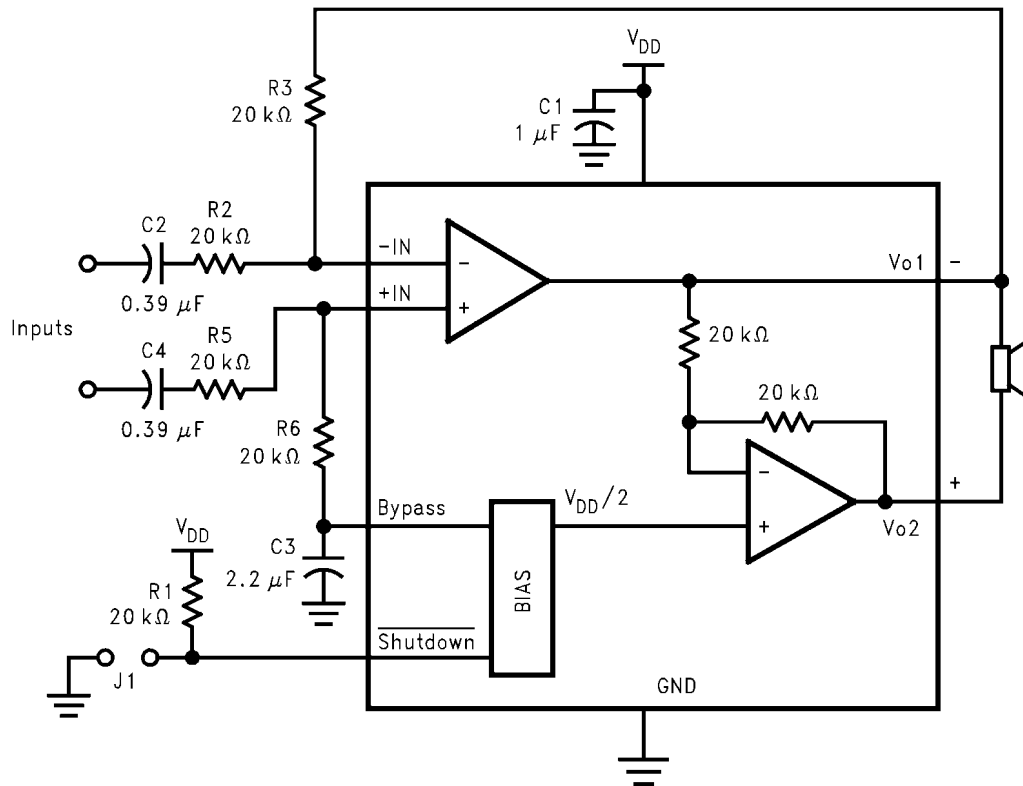 V_DD
R3
20 kΩ
C1
1 μF
C2
R2
20 kΩ
0.39 μF
-IN
-
+IN
+
Vo1
-
Inputs
C4
R5
20 kΩ
0.39 μF
20 kΩ
20 kΩ
R6
20 kΩ
-
+
Bypass
V_DD/2
+
Vo2
BIAS
C3
2.2 μF
V_DD
R1
20 kΩ
Shutdown
J1
GND